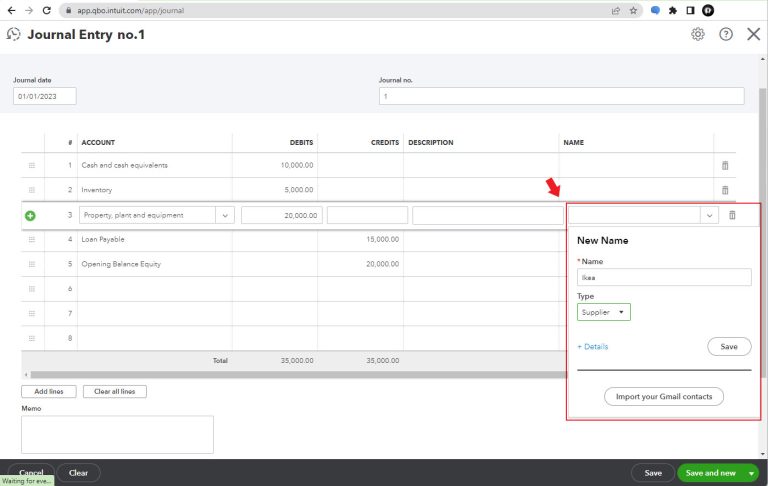 app.qbo.intuit.com/app/journal
Journal Entry no.1
Journal date
Journal no.
01/01/2023
1
# ACCOUNT DEBITS CREDITS DESCRIPTION NAME
1 Cash and cash equivalents 10,000.00
2 Inventory 5,000.00
3 Property, plant and equipment 20,000.00
4 Loan Payable 15,000.00
5 Opening Balance Equity 20,000.00
6
7
8
Total 35,000.00 35,000.00
New Name
*Name
Ikea
Type
Supplier
+ Details Save
Import your Gmail contacts
Add lines Clear all lines
Memo
Cancel Clear Save Save and new
Waiting for eve...